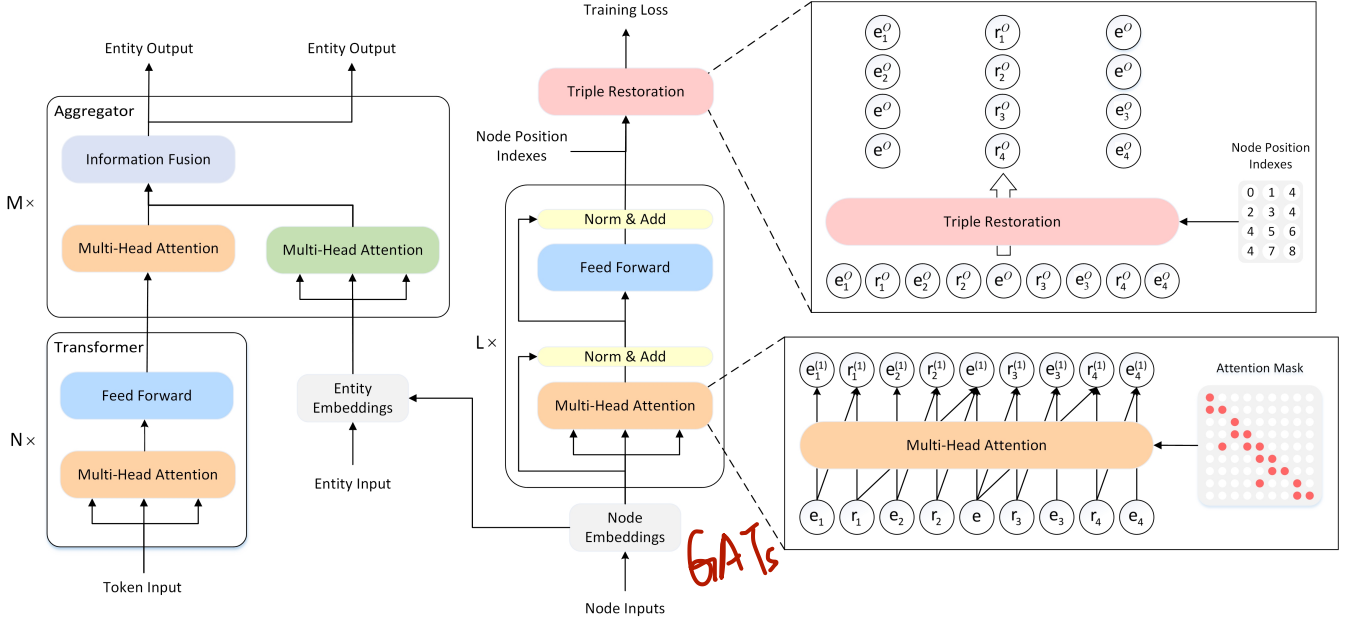 Entity Output
Entity Output
Aggregator
Information Fusion
M×
Multi-Head Attention
Multi-Head Attention
Transformer
Feed Forward
N×
Multi-Head Attention
Token Input
Entity
Embeddings
Entity Input
Training Loss
Triple Restoration
Node Position
Indexes
Norm & Add
Feed Forward
L×
Norm & Add
Multi-Head Attention
Node
Embeddings
Node Inputs
GATs
e₁ᴼ r₁ᴼ eᴼ
e₂ᴼ r₂ᴼ eᴼ
eᴼ r₃ᴼ e₃ᴼ
eᴼ r₄ᴼ e₄ᴼ
Node Position
Indexes
0 1 4
2 3 4
4 5 6
4 7 8
Triple Restoration
e₁ᴼ r₁ᴼ e₂ᴼ r₂ᴼ eᴼ r₃ᴼ e₃ᴼ r₄ᴼ e₄ᴼ
e₁⁽¹⁾ r₁⁽¹⁾ e₂⁽¹⁾ r₂⁽¹⁾ e⁽¹⁾ r₃⁽¹⁾ e₃⁽¹⁾ r₄⁽¹⁾ e₄⁽¹⁾
Attention Mask
Multi-Head Attention
e₁ r₁ e₂ r₂ e r₃ e₃ r₄ e₄